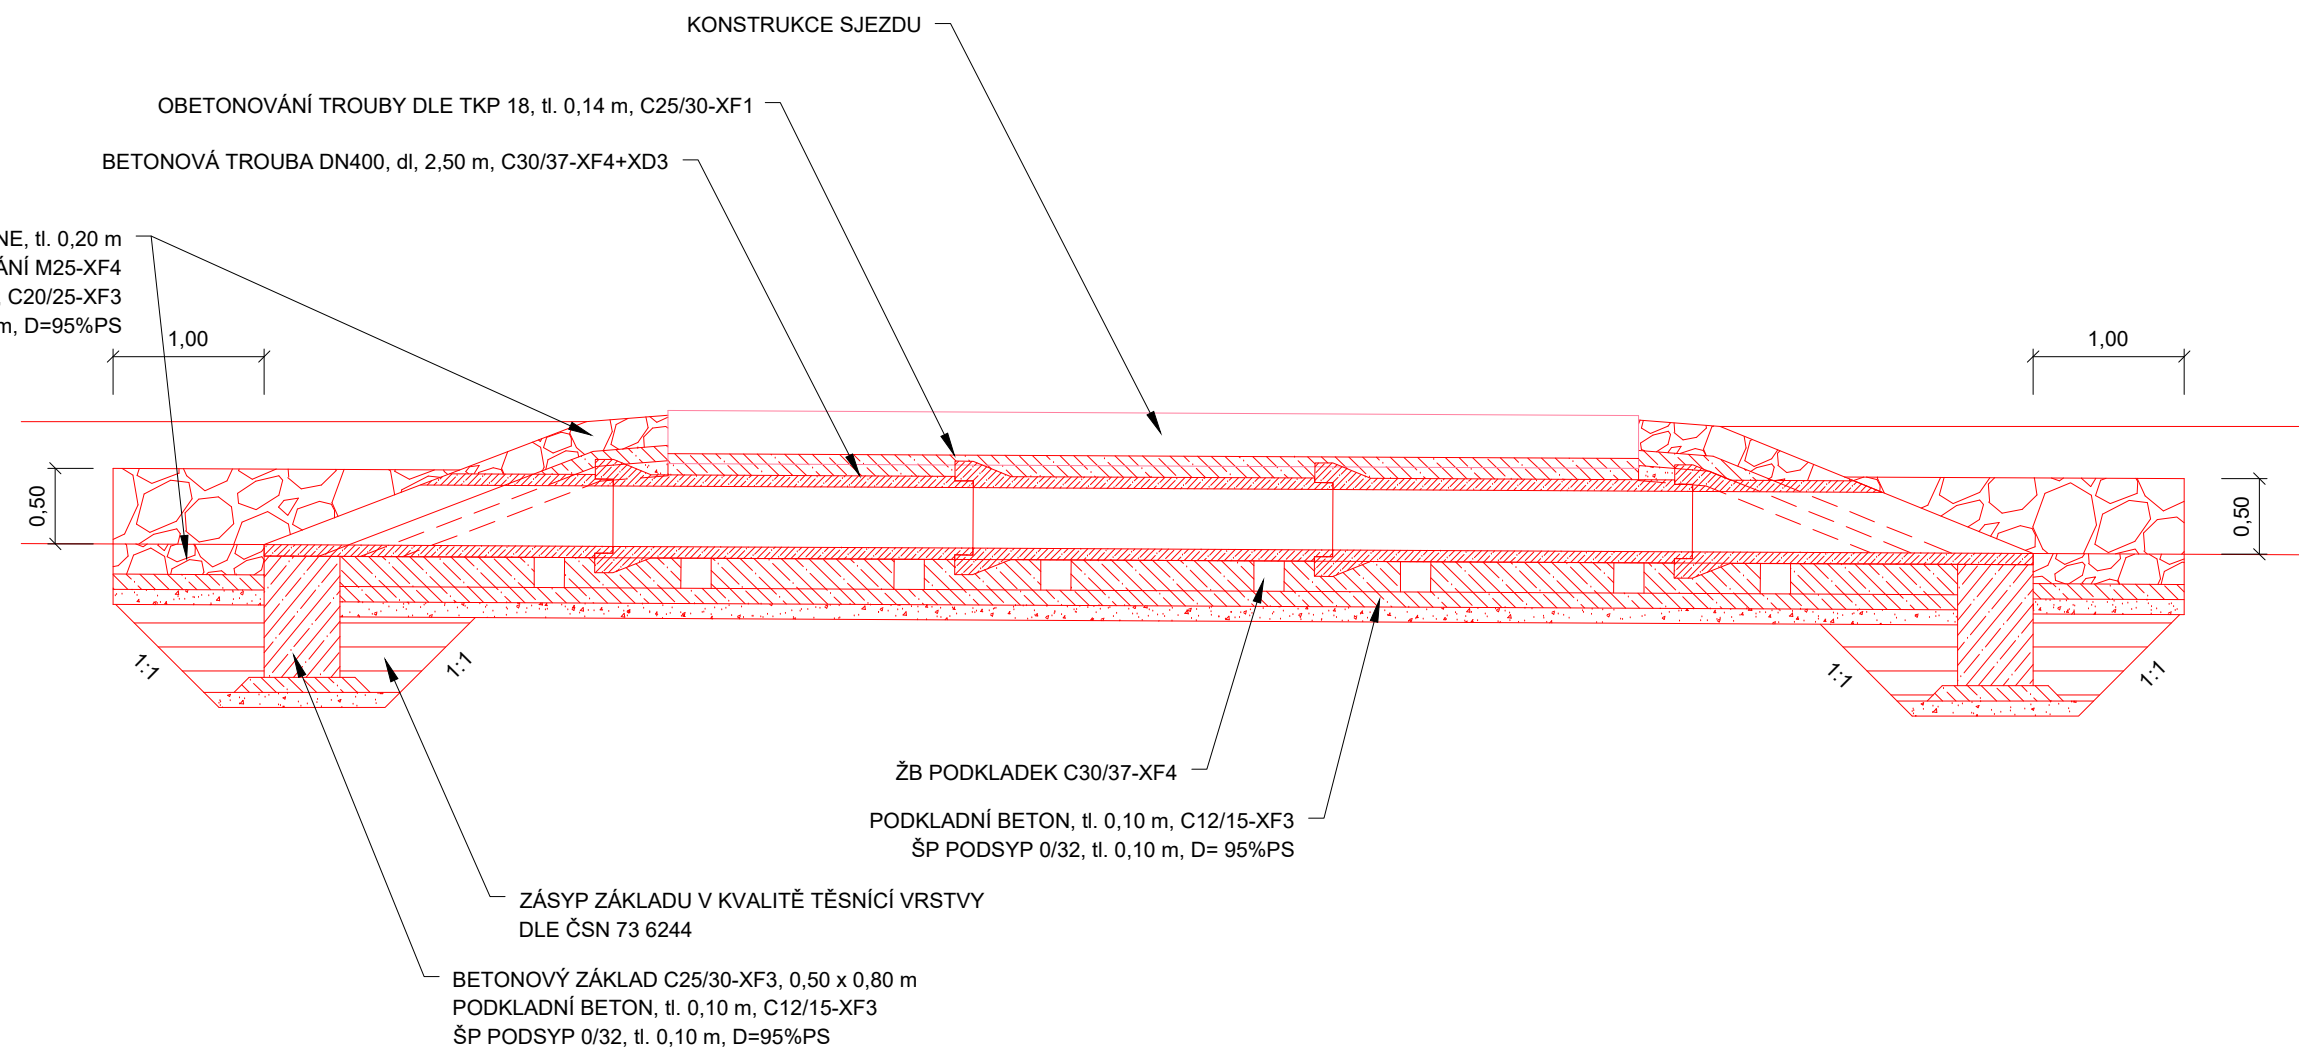 KONSTRUKCE SJEZDU
OBETONOVÁNÍ TROUBY DLE TKP 18, tl. 0,14 m, C25/30-XF1
BETONOVÁ TROUBA DN400, dl, 2,50 m, C30/37-XF4+XD3
tl. 0,20 m
M25-XF4
C20/25-XF3
D=95%PS
1,00
1,00
0,50
0,50
1:1
1:1
1:1
1:1
ŽB PODKLADEK C30/37-XF4
PODKLADNÍ BETON, tl. 0,10 m, C12/15-XF3
ŠP PODSYP 0/32, tl. 0,10 m, D= 95%PS
ZÁSYP ZÁKLADU V KVALITĚ TĚSNÍCÍ VRSTVY
DLE ČSN 73 6244
BETONOVÝ ZÁKLAD C25/30-XF3, 0,50 x 0,80 m
PODKLADNÍ BETON, tl. 0,10 m, C12/15-XF3
ŠP PODSYP 0/32, tl. 0,10 m, D=95%PS